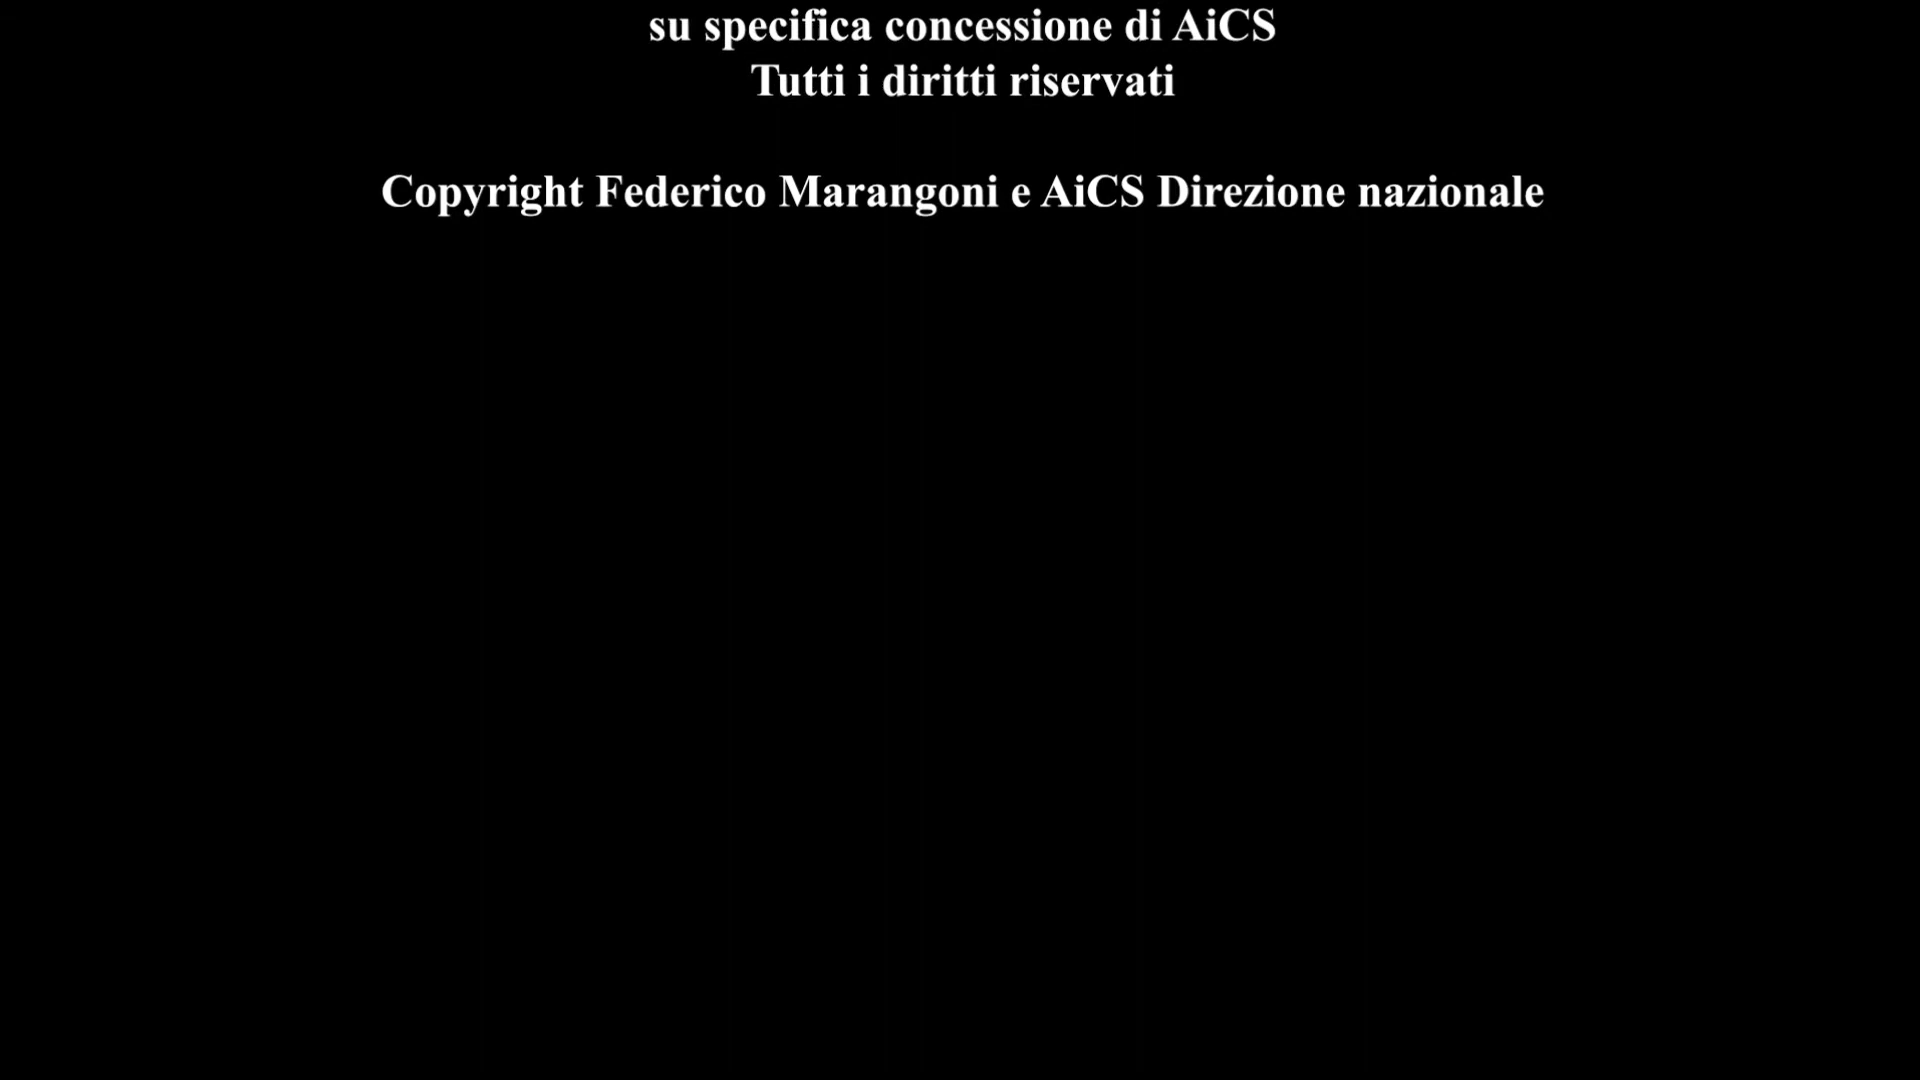 su specifica concessione di AiCS
Tutti i diritti riservati
Copyright Federico Marangoni e AiCS Direzione nazionale